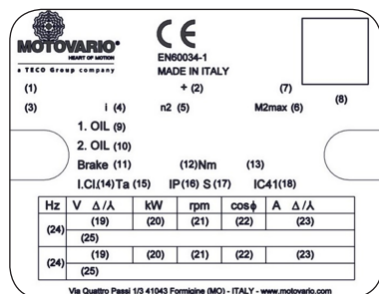 MOTOVARIO®
HEART OF MOTION
a TECO Group company
CE
EN60034-1
MADE IN ITALY
(1) + (2) (7)
(3) i (4) n2 (5) M2max (6) (8)
1. OIL (9)
2. OIL (10)
Brake (11) (12)Nm (13)
I.Cl.(14)Ta (15) IP(16) S(17) IC41(18)
Hz V Δ/⅄ kW rpm cosϕ A Δ/⅄
(24) (19) (20) (21) (22) (23)
(25)
(24) (19) (20) (21) (22) (23)
(25)
Via Quattro Passi 1/3 41043 Formigine (MO) - ITALY - www.motovario.com